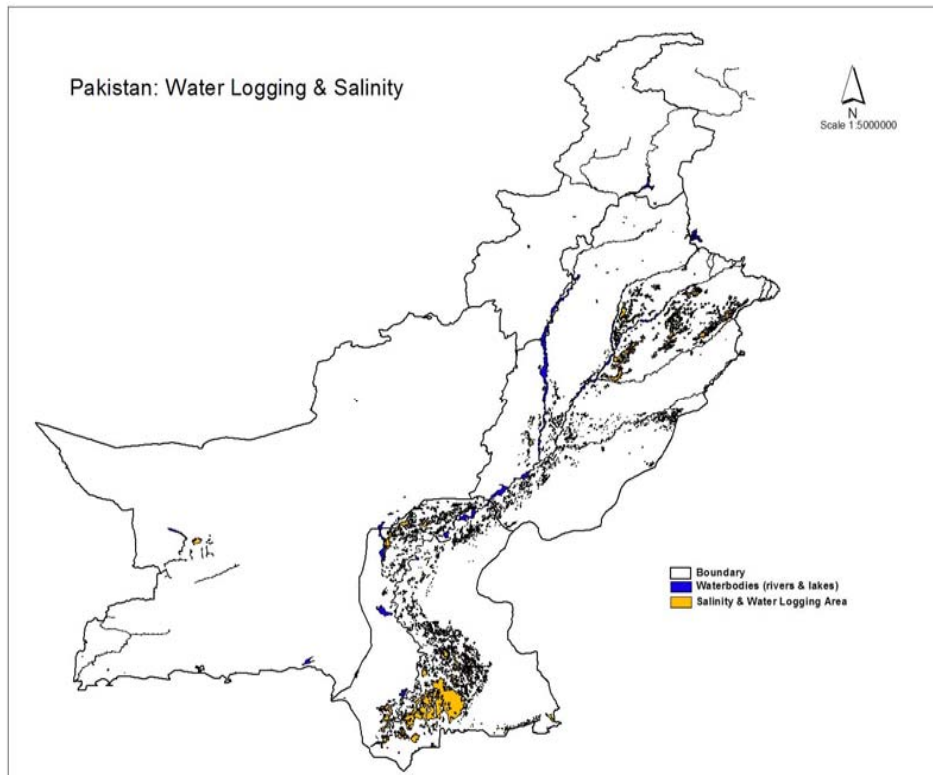 Pakistan: Water Logging & Salinity
N
Scale 1:5000000
Boundary
Waterbodies (rivers & lakes)
Salinity & Water Logging Area